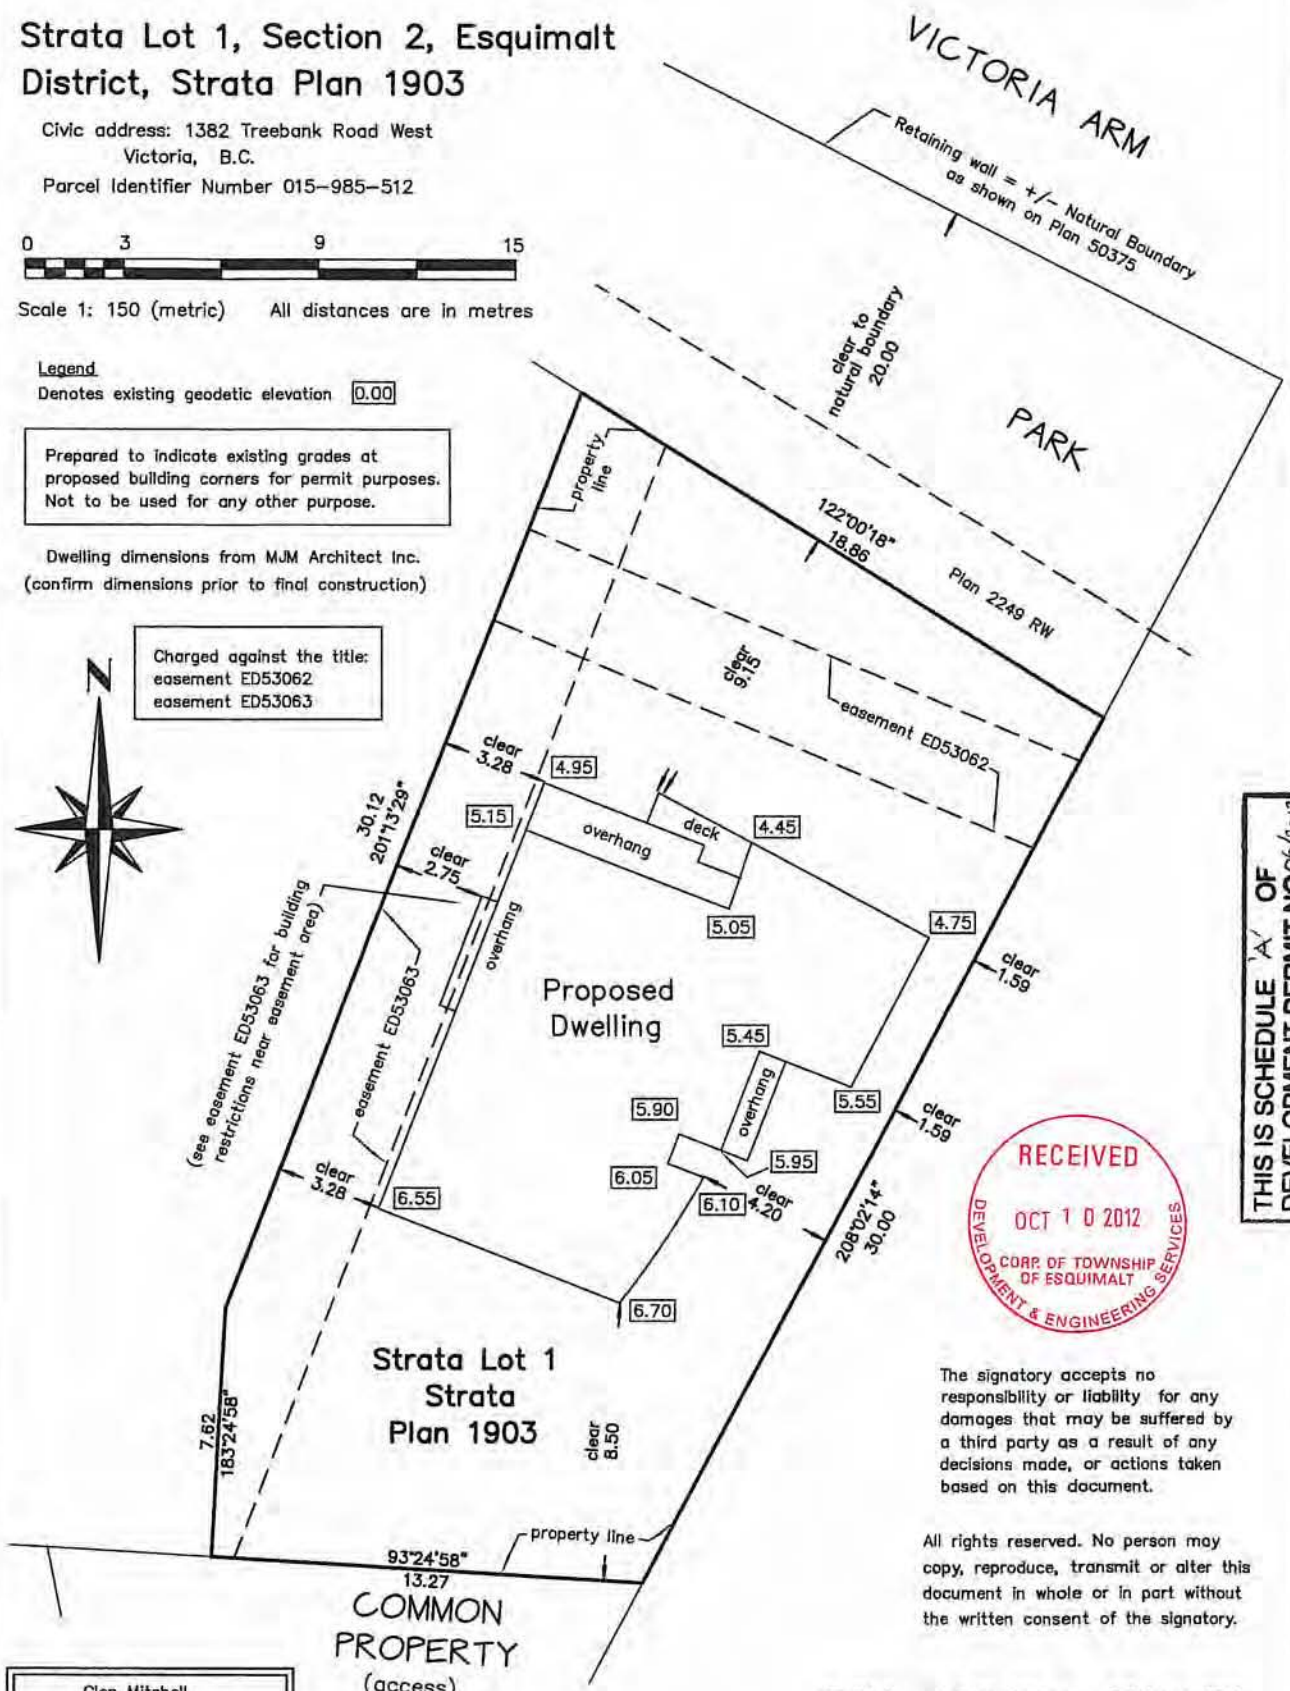 Strata Lot 1, Section 2, Esquimalt
District, Strata Plan 1903
Civic address: 1382 Treebank Road West
Victoria, B.C.
Parcel Identifier Number 015-985-512
0 3 9 15
Scale 1: 150 (metric) All distances are in metres
Legend
Denotes existing geodetic elevation 0.00
Prepared to indicate existing grades at
proposed building corners for permit purposes.
Not to be used for any other purpose.
Dwelling dimensions from MJM Architect Inc.
(confirm dimensions prior to final construction)
Charged against the title:
easement ED53062
easement ED53063
N
VICTORIA ARM
Retaining wall = +/- Natural Boundary
as shown on Plan 50375
clear to
natural boundary
20.00
PARK
property
line
122°00'18"
18.86
Plan 2249 RW
clear
9.15
easement ED53062
clear
3.28
4.95
30.12
201°13'29"
5.15
overhang
deck
4.45
clear
2.75
overhang
5.05
4.75
clear
1.59
(see easement ED53063 for building
restrictions near easement area)
easement ED53063
Proposed
Dwelling
5.45
overhang
5.55
5.90
clear
1.59
5.95
6.05
6.10
clear
4.20
208°02'14"
30.00
clear
3.28
6.55
6.70
Strata Lot 1
Strata
Plan 1903
clear
8.50
7.62
183°24'58"
property line
93°24'58"
13.27
COMMON
PROPERTY
(access)
THIS IS SCHEDULE 'A' OF
DEVELOPMENT PERMIT NO
RECEIVED
OCT 10 2012
CORP. OF TOWNSHIP
OF ESQUIMALT
DEVELOPMENT & ENGINEERING SERVICES
The signatory accepts no
responsibility or liability for any
damages that may be suffered by
a third party as a result of any
decisions made, or actions taken
based on this document.
All rights reserved. No person may
copy, reproduce, transmit or alter this
document in whole or in part without
the written consent of the signatory.
Glen Mitchell